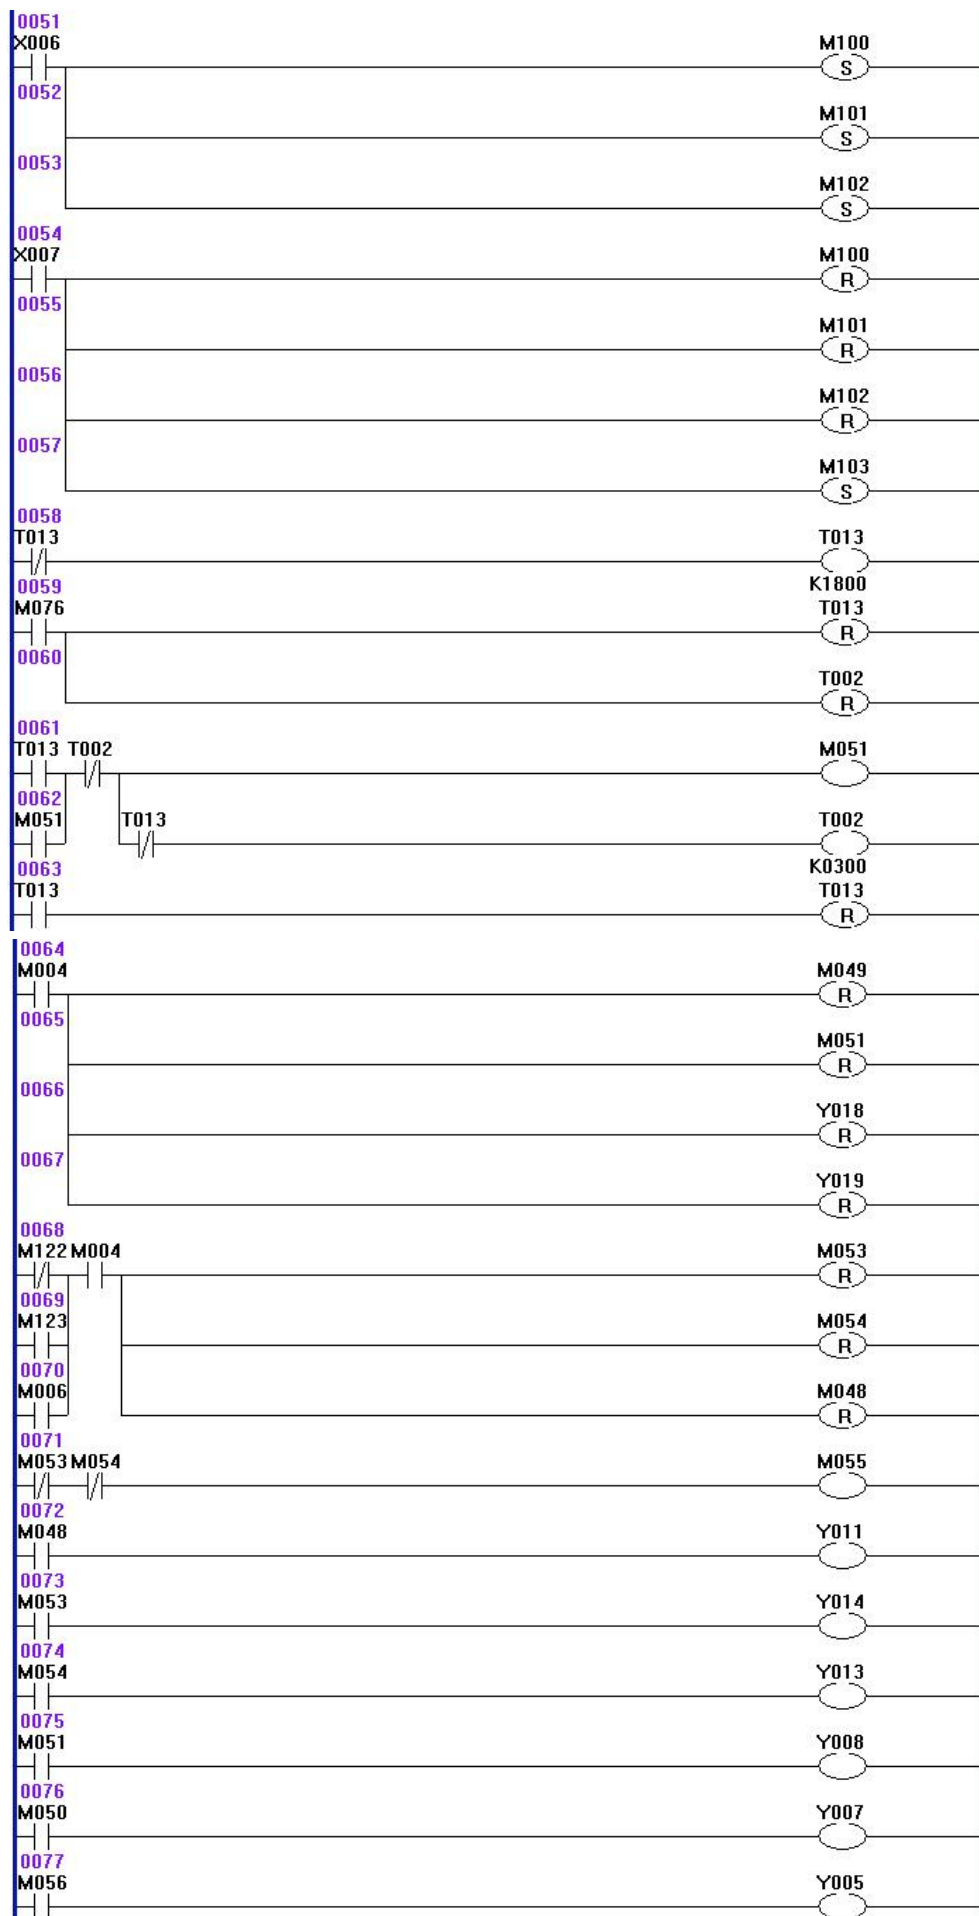 0051
X006 M100
S
0052
M101
S
0053
M102
S
0054
X007 M100
R
0055
M101
R
0056
M102
R
0057
M103
S
0058
T013 T013
0059 K1800
M076 T013
R
0060
T002
R
0061
T013 T002 M051
0062
M051 T013 T002
0063 K0300
T013 T013
R
0064
M004 M049
R
0065
M051
R
0066
Y018
R
0067
Y019
R
0068
M122 M004 M053
R
0069
M123 M054
R
0070
M006 M048
R
0071
M053 M054 M055
0072
M048 Y011
0073
M053 Y014
0074
M054 Y013
0075
M051 Y008
0076
M050 Y007
0077
M056 Y005